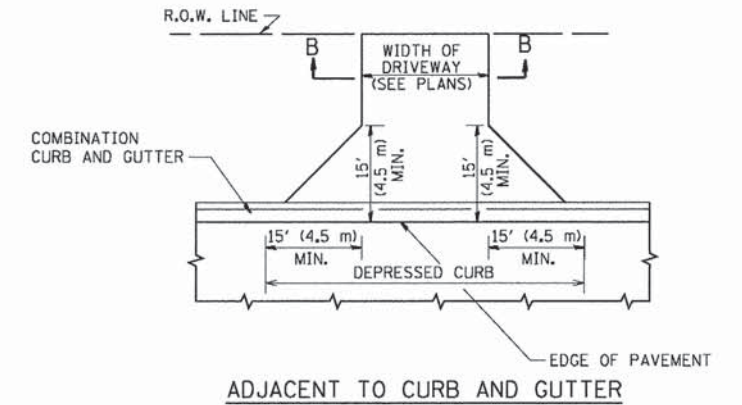 R.O.W. LINE
B
B
WIDTH OF
DRIVEWAY
(SEE PLANS)
COMBINATION
CURB AND GUTTER
15'
(4.5 m)
MIN.
15'
(4.5 m)
MIN.
15' (4.5 m)
MIN.
15' (4.5 m)
MIN.
DEPRESSED CURB
EDGE OF PAVEMENT
ADJACENT TO CURB AND GUTTER